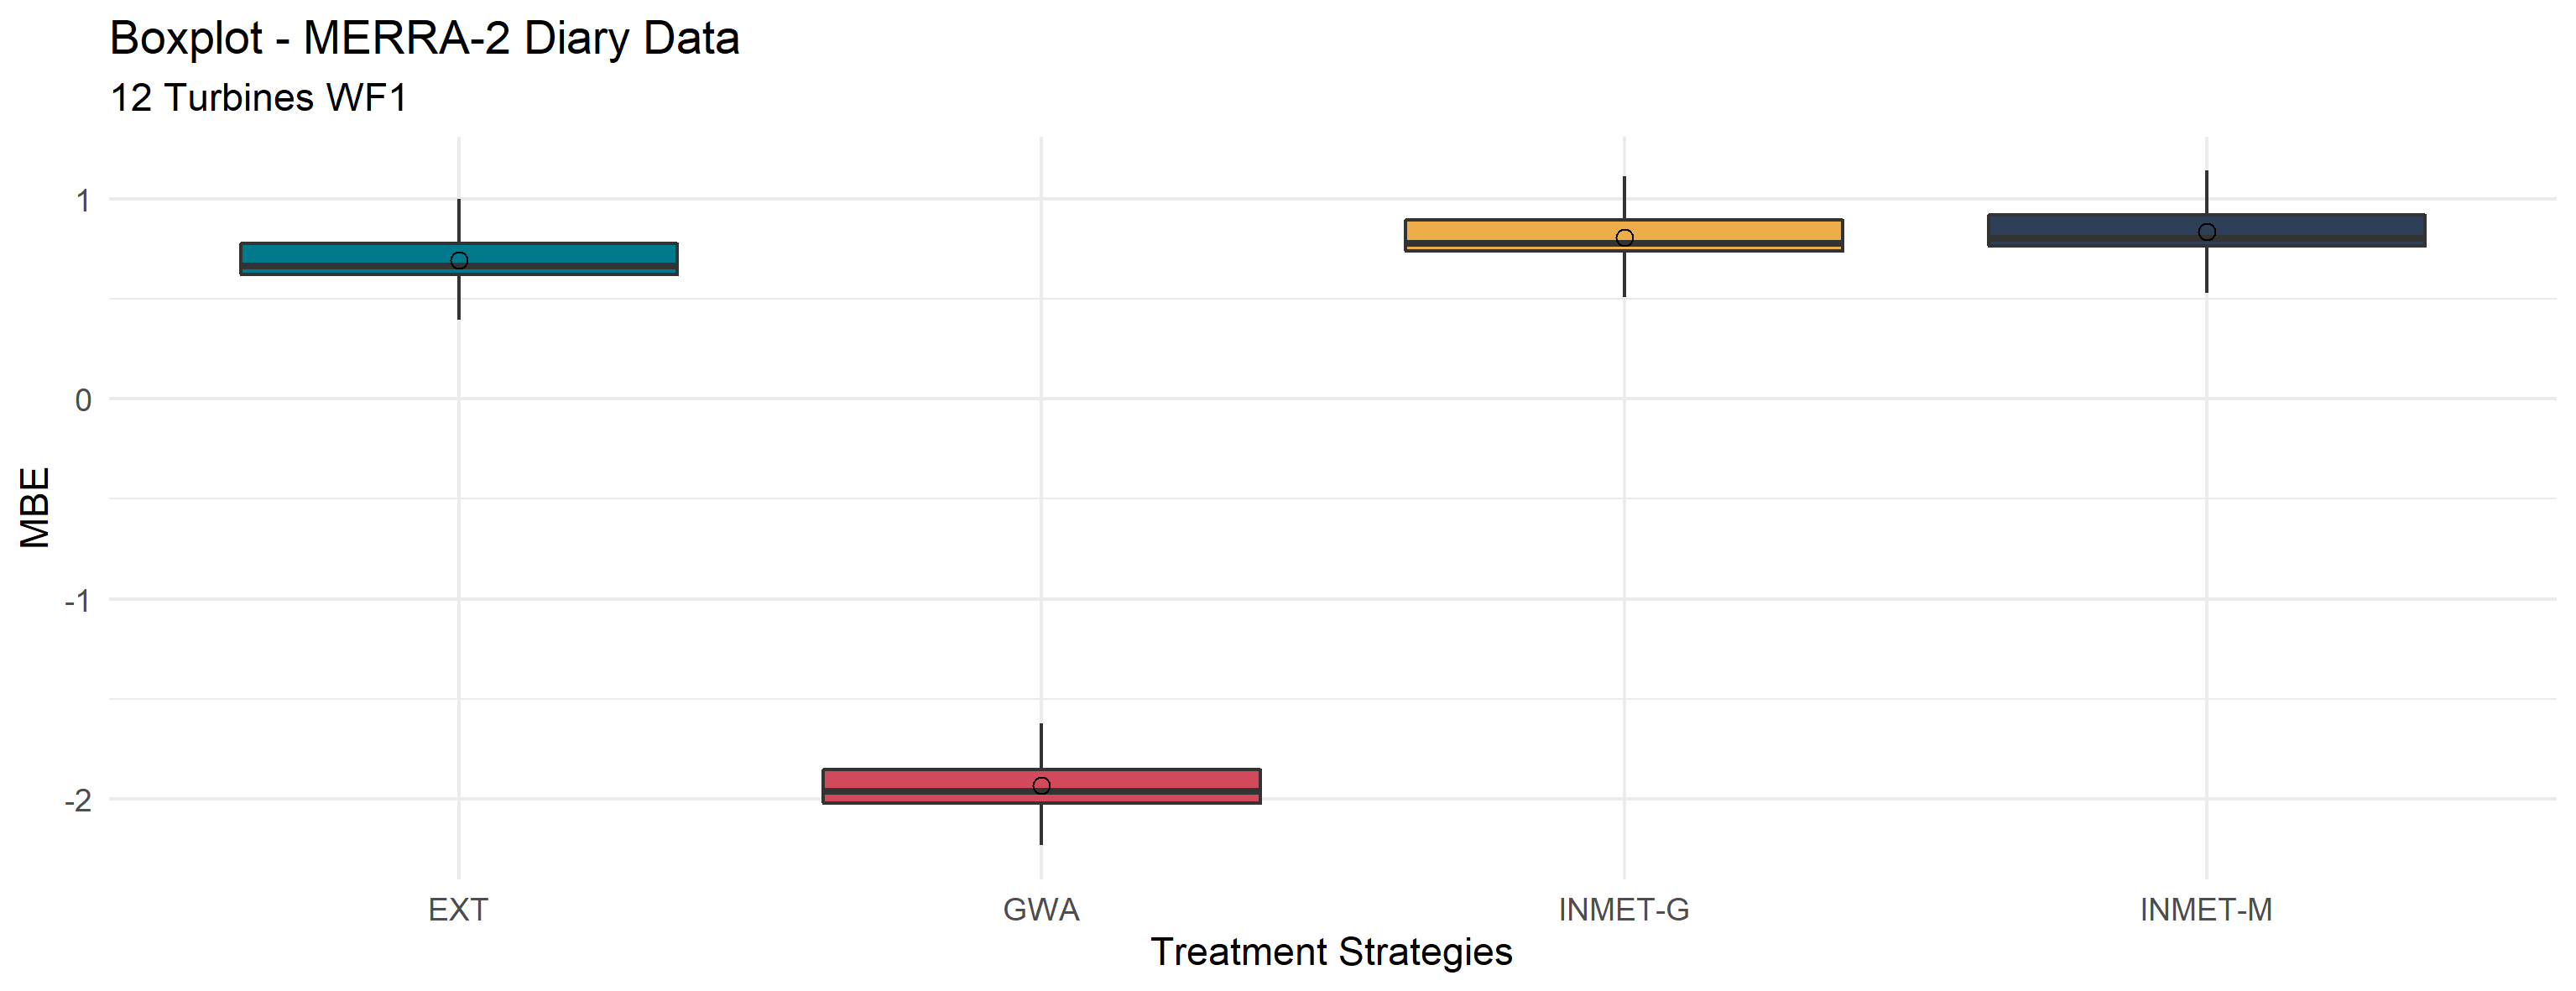 Boxplot - MERRA-2 Diary Data
12 Turbines WF1
1
0
-1
-2
MBE
EXT
GWA
INMET-G
INMET-M
Treatment Strategies